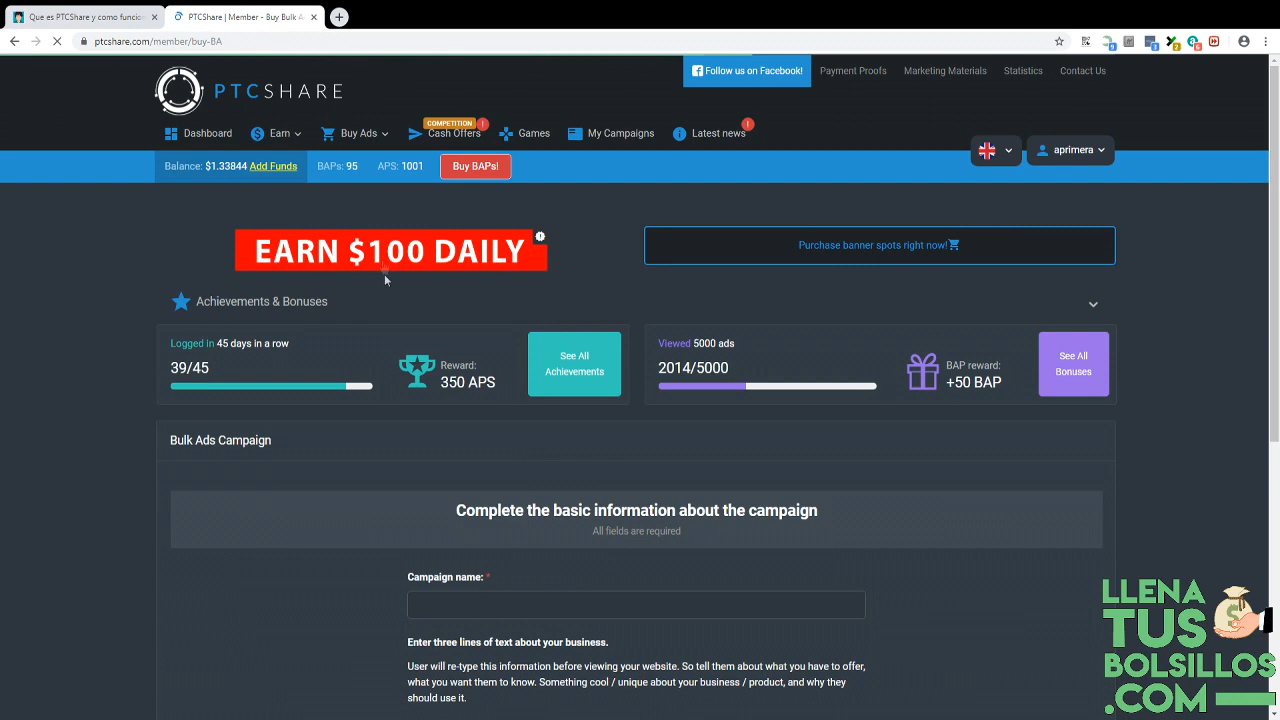 Que es PTCShare y como funcion
PTCShare | Member - Buy Bulk A
ptcshare.com/member/buy-BA
PTCSHARE
Follow us on Facebook!
Payment Proofs
Marketing Materials
Statistics
Contact Us
Dashboard
Earn
Buy Ads
COMPETITION
Cash Offers
!
Games
My Campaigns
Latest news
!
Balance: $1.33844 Add Funds
BAPs: 95
APS: 1001
Buy BAPs!
aprimera
EARN $100 DAILY
Purchase banner spots right now!
Achievements & Bonuses
Logged in 45 days in a row
39/45
Reward:
350 APS
See All
Achievements
Viewed 5000 ads
2014/5000
BAP reward:
+50 BAP
See All
Bonuses
Bulk Ads Campaign
Complete the basic information about the campaign
All fields are required
Campaign name: *
Enter three lines of text about your business.
User will re-type this information before viewing your website. So tell them about what you have to offer,
what you want them to know. Something cool / unique about your business / product, and why they
should use it.
LLENA
TUS
BOLSILLOS
.COM